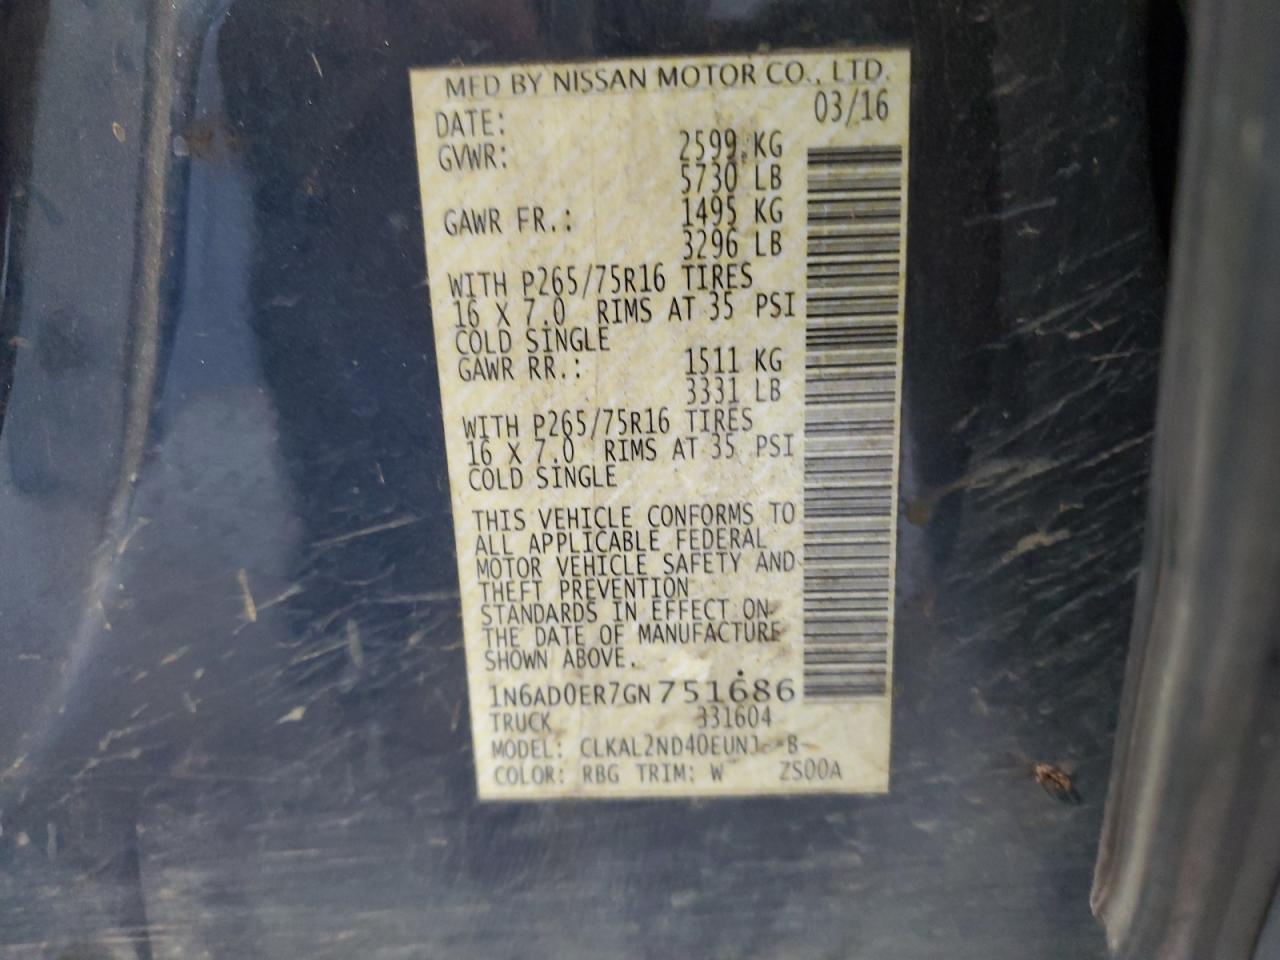 MFD BY NISSAN MOTOR CO., LTD.
DATE: 03/16
GVWR: 2599 KG
5730 LB
GAWR FR.: 1495 KG
3296 LB
WITH P265/75R16 TIRES
16 X 7.0 RIMS AT 35 PSI
COLD SINGLE
GAWR RR.: 1511 KG
3331 LB
WITH P265/75R16 TIRES
16 X 7.0 RIMS AT 35 PSI
COLD SINGLE
THIS VEHICLE CONFORMS TO
ALL APPLICABLE FEDERAL
MOTOR VEHICLE SAFETY AND
THEFT PREVENTION
STANDARDS IN EFFECT ON
THE DATE OF MANUFACTURE
SHOWN ABOVE.
1N6AD0ER7GN751686
TRUCK 331604
MODEL: -B-
COLOR: RBG TRIM: W ZS00A